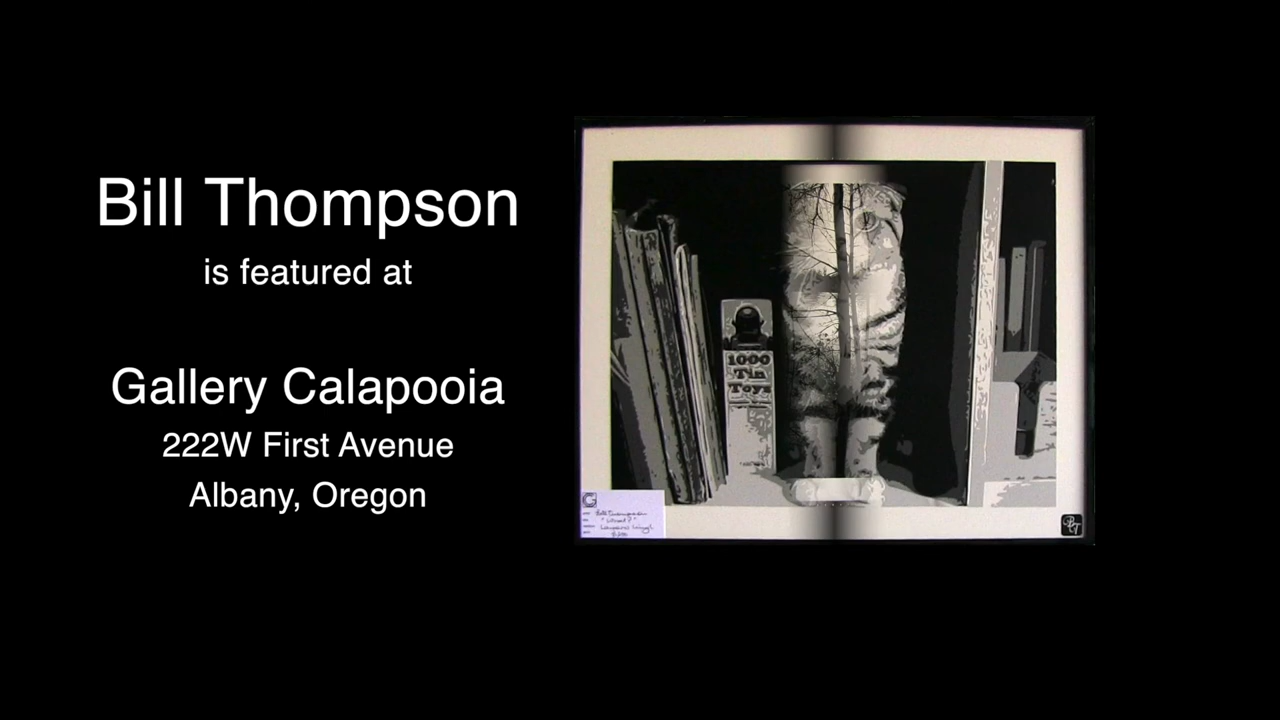 Bill Thompson
is featured at
Gallery Calapooia
222W First Avenue
Albany, Oregon
1000
Tin
Toys